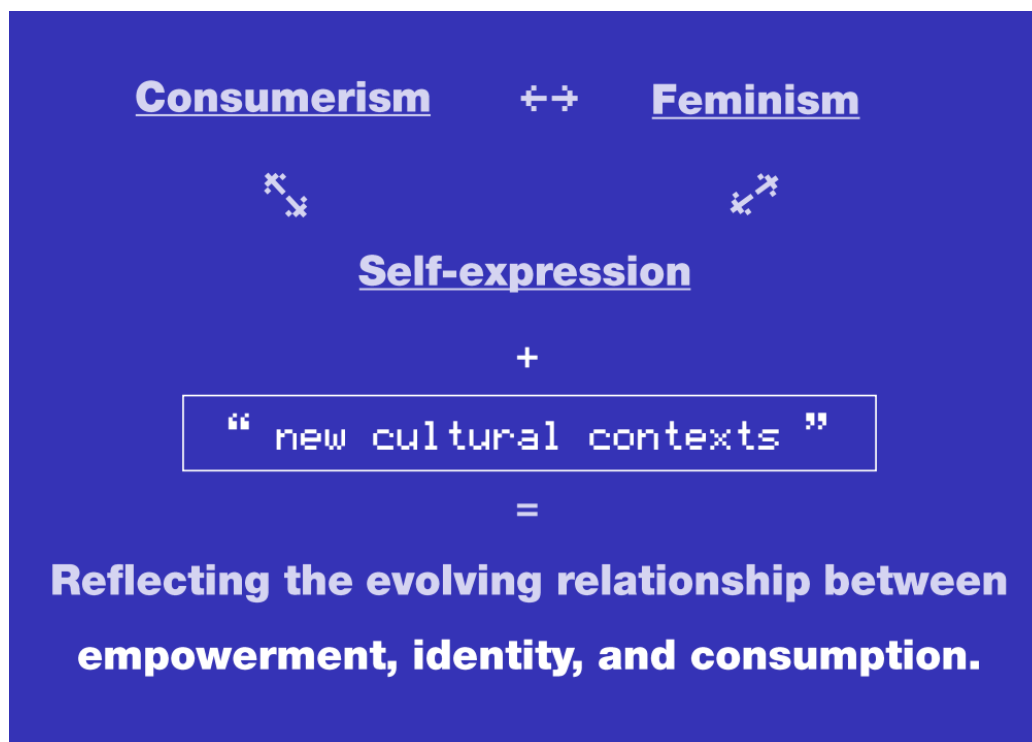 Consumerism ↔ Feminism
Self-expression
+
“ new cultural contexts ”
=
Reflecting the evolving relationship between
empowerment, identity, and consumption.